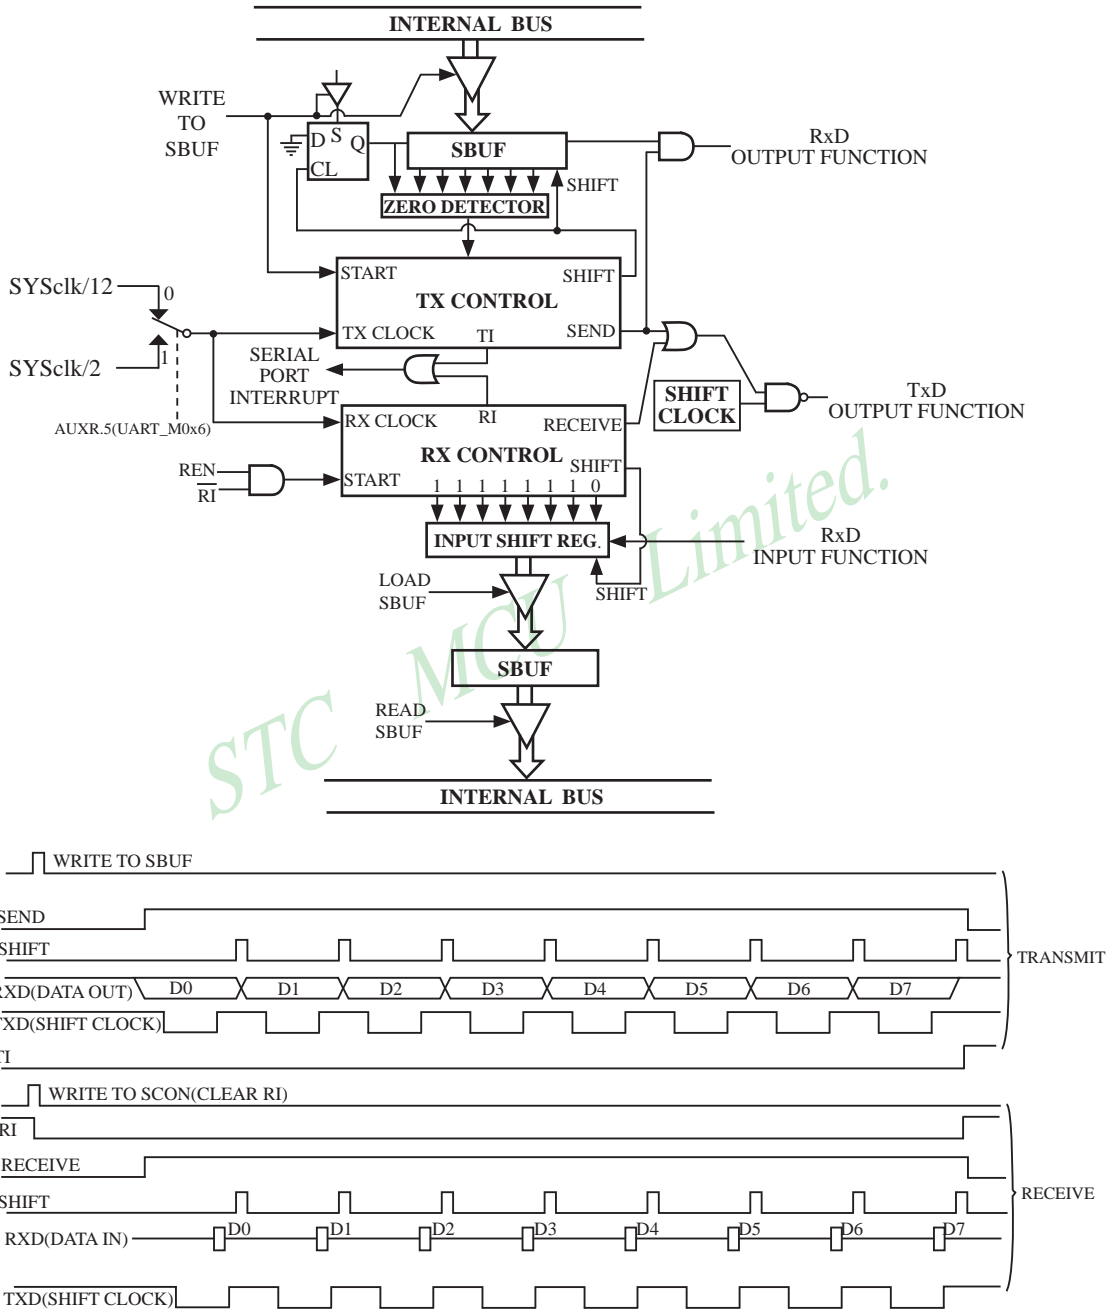 INTERNAL BUS
WRITE
TO
SBUF
D S Q
CL
SBUF
SHIFT
ZERO DETECTOR
RxD
OUTPUT FUNCTION
START
SHIFT
TX CONTROL
TX CLOCK
TI
SEND
SYSclk/12
0
SYSclk/2
1
SERIAL
PORT
INTERRUPT
AUXR.5(UART_M0x6)
SHIFT
CLOCK
TxD
OUTPUT FUNCTION
RX CLOCK
RI
RECEIVE
RX CONTROL
SHIFT
START
1 1 1 1 1 1 1 0
REN
RI
INPUT SHIFT REG.
RxD
INPUT FUNCTION
SHIFT
LOAD
SBUF
SBUF
READ
SBUF
INTERNAL BUS
STC MCU Limited.
WRITE TO SBUF
SEND
SHIFT
RXD(DATA OUT) D0 D1 D2 D3 D4 D5 D6 D7
TXD(SHIFT CLOCK)
TI
TRANSMIT
WRITE TO SCON(CLEAR RI)
RI
RECEIVE
SHIFT
RXD(DATA IN) D0 D1 D2 D3 D4 D5 D6 D7
TXD(SHIFT CLOCK)
RECEIVE